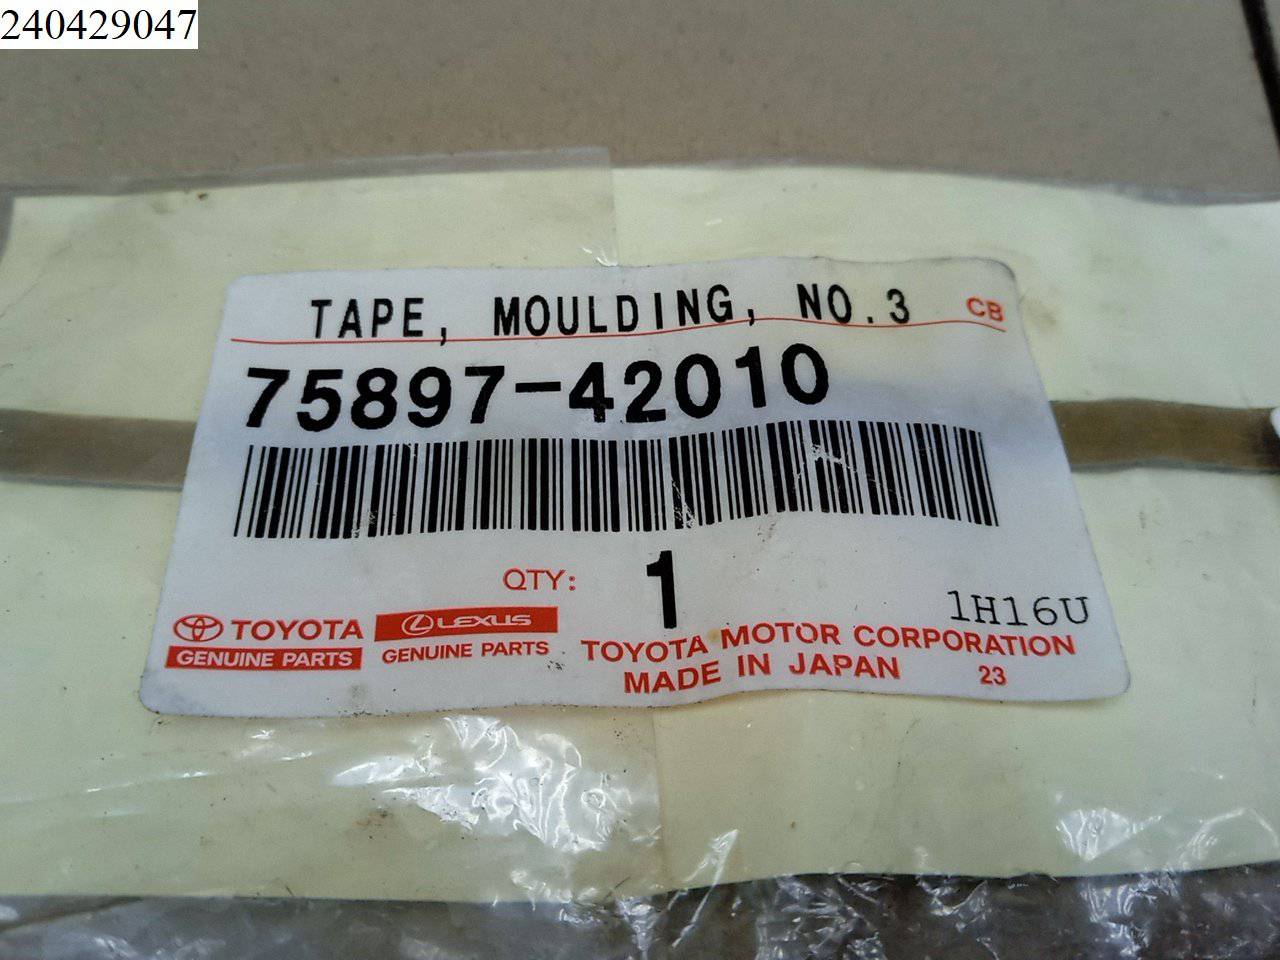 240429047
TAPE, MOULDING, NO.3 CB
75897-42010
QTY: 1
1H16U
TOYOTA LEXUS
GENUINE PARTS GENUINE PARTS
TOYOTA MOTOR CORPORATION
MADE IN JAPAN 23